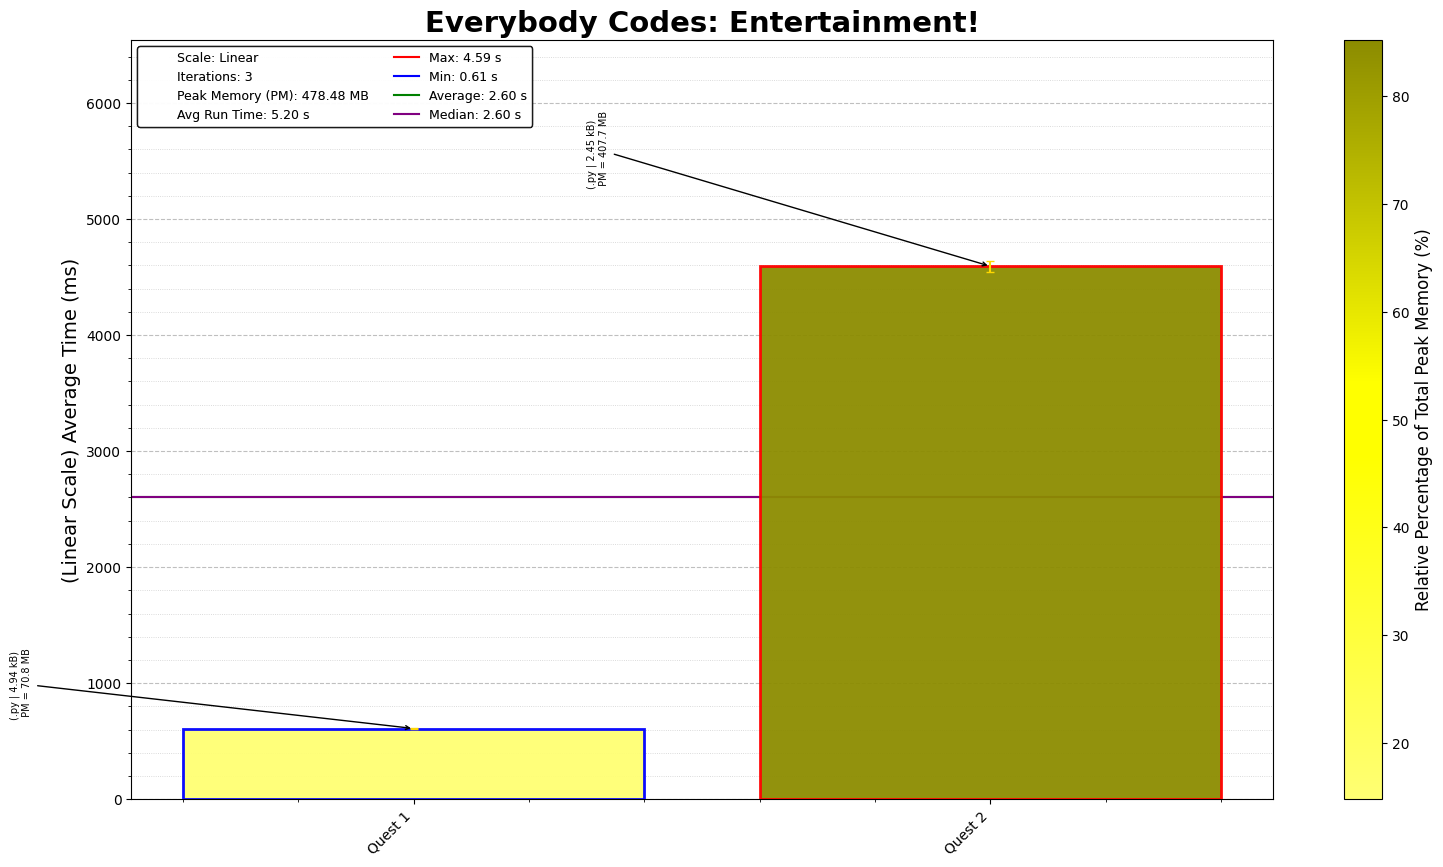 Everybody Codes: Entertainment!
Scale: Linear
Iterations: 3
Peak Memory (PM): 478.48 MB
Avg Run Time: 5.20 s
Max: 4.59 s
Min: 0.61 s
Average: 2.60 s
Median: 2.60 s
(Linear Scale) Average Time (ms)
6000
5000
4000
3000
2000
1000
0
(.py | 4.94 kB)
PM = 70.8 MB
(.py | 2.45 kB)
PM = 407.7 MB
Quest 1
Quest 2
80
70
60
50
40
30
20
Relative Percentage of Total Peak Memory (%)